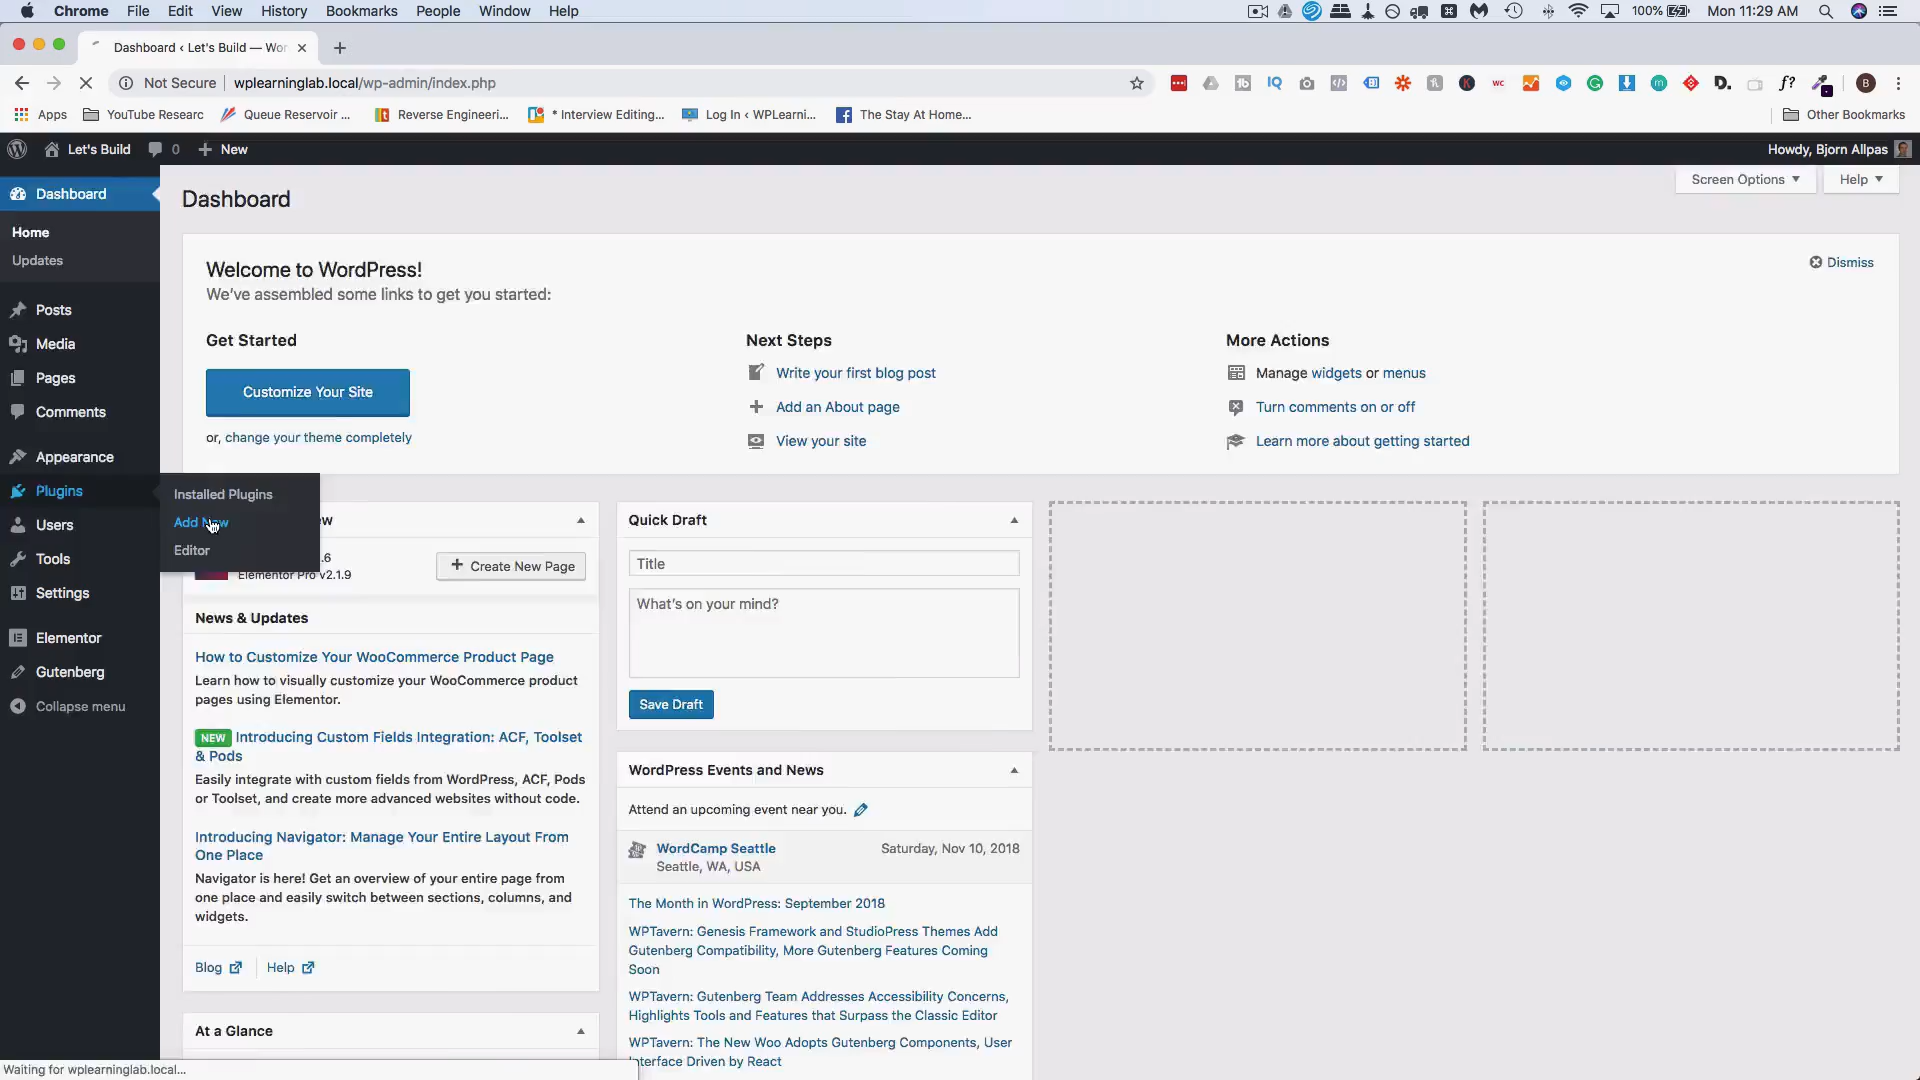 Chrome File Edit View History Bookmarks People Window Help
100% Mon 11:29 AM
Dashboard ‹ Let's Build — Wor
Not Secure wplearninglab.local/wp-admin/index.php
Apps YouTube Researc Queue Reservoir ... Reverse Engineeri... * Interview Editing... Log In ‹ WPLearni... The Stay At Home... Other Bookmarks
Let's Build 0 New Howdy, Bjorn Allpas
Dashboard
Home
Updates
Posts
Media
Pages
Comments
Appearance
Plugins
Users
Tools
Settings
Elementor
Gutenberg
Collapse menu
Installed Plugins
Add New
Editor
Dashboard
Screen Options Help
Welcome to WordPress!
We've assembled some links to get you started:
Dismiss
Get Started
Customize Your Site
or, change your theme completely
Next Steps
Write your first blog post
Add an About page
View your site
More Actions
Manage widgets or menus
Turn comments on or off
Learn more about getting started
ew
.6
Elementor Pro v2.1.9
Create New Page
News & Updates
How to Customize Your WooCommerce Product Page
Learn how to visually customize your WooCommerce product
pages using Elementor.
NEW Introducing Custom Fields Integration: ACF, Toolset
& Pods
Easily integrate with custom fields from WordPress, ACF, Pods
or Toolset, and create more advanced websites without code.
Introducing Navigator: Manage Your Entire Layout From
One Place
Navigator is here! Get an overview of your entire page from
one place and easily switch between sections, columns, and
widgets.
Blog Help
At a Glance
Quick Draft
Title
What's on your mind?
Save Draft
WordPress Events and News
Attend an upcoming event near you.
WordCamp Seattle Saturday, Nov 10, 2018
Seattle, WA, USA
The Month in WordPress: September 2018
WPTavern: Genesis Framework and StudioPress Themes Add
Gutenberg Compatibility, More Gutenberg Features Coming
Soon
WPTavern: Gutenberg Team Addresses Accessibility Concerns,
Highlights Tools and Features that Surpass the Classic Editor
WPTavern: The New Woo Adopts Gutenberg Components, User
Interface Driven by React
Waiting for wplearninglab.local...